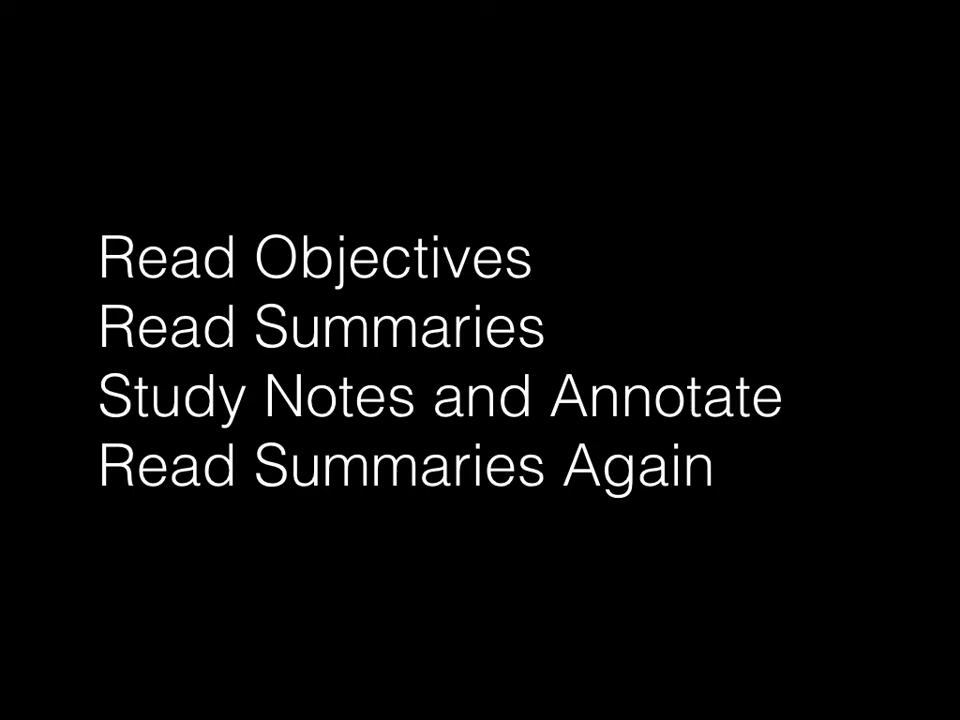 Read Objectives
Read Summaries
Study Notes and Annotate
Read Summaries Again